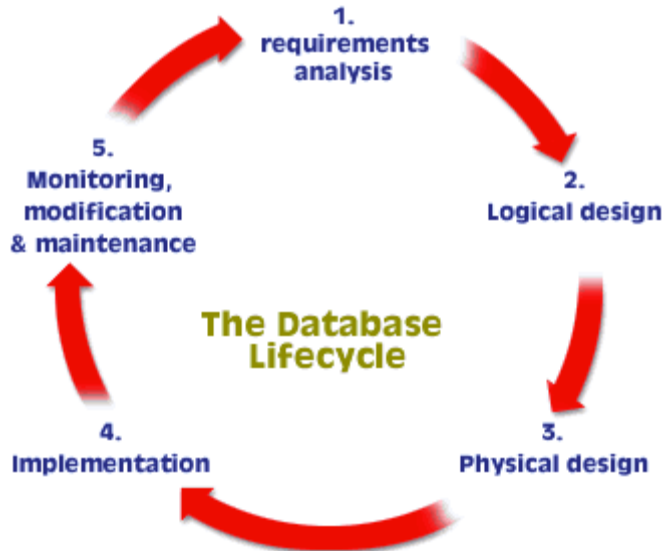 1.
requirements
analysis
2.
Logical design
3.
Physical design
4.
Implementation
5.
Monitoring,
modification
& maintenance
The Database
Lifecycle